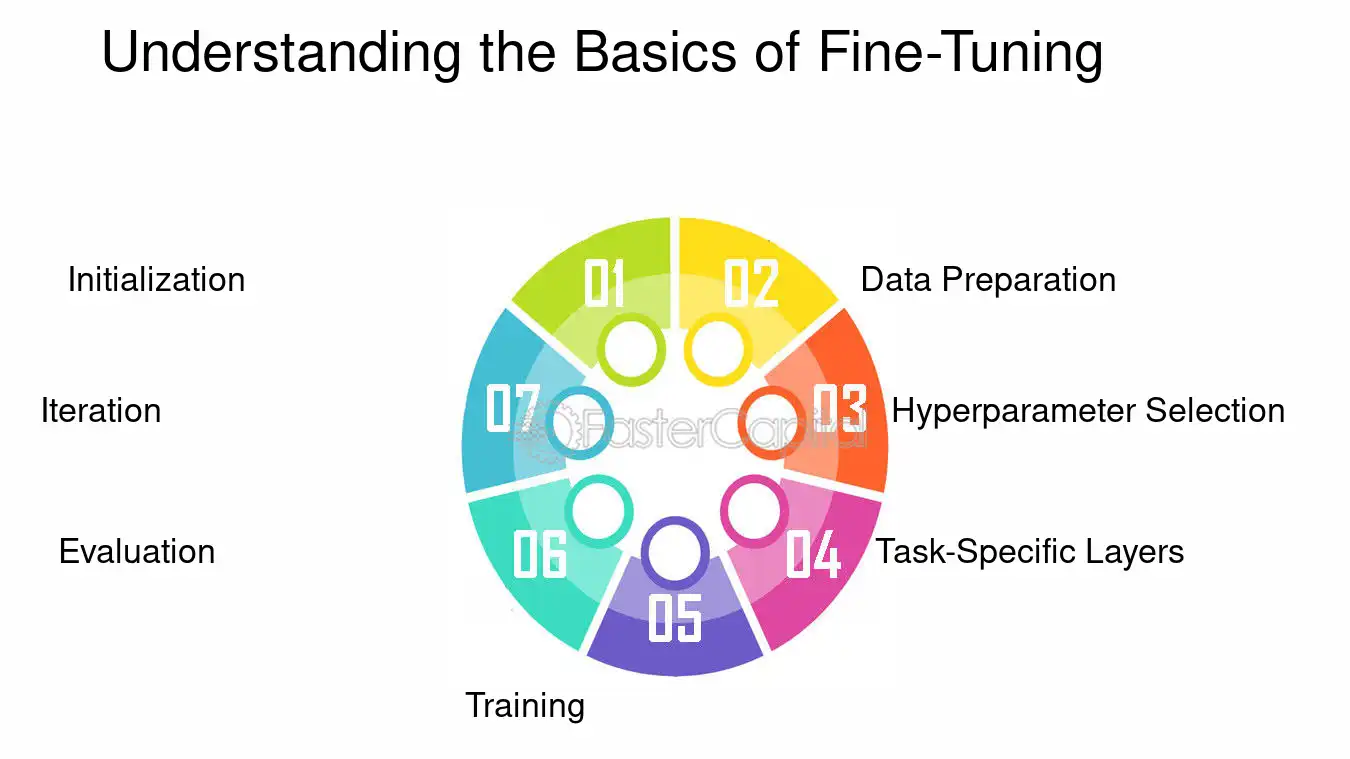 Understanding the Basics of Fine-Tuning
Initialization
01
02
Data Preparation
Iteration
07
03
Hyperparameter Selection
FasterCapital
Evaluation
06
04
Task-Specific Layers
05
Training